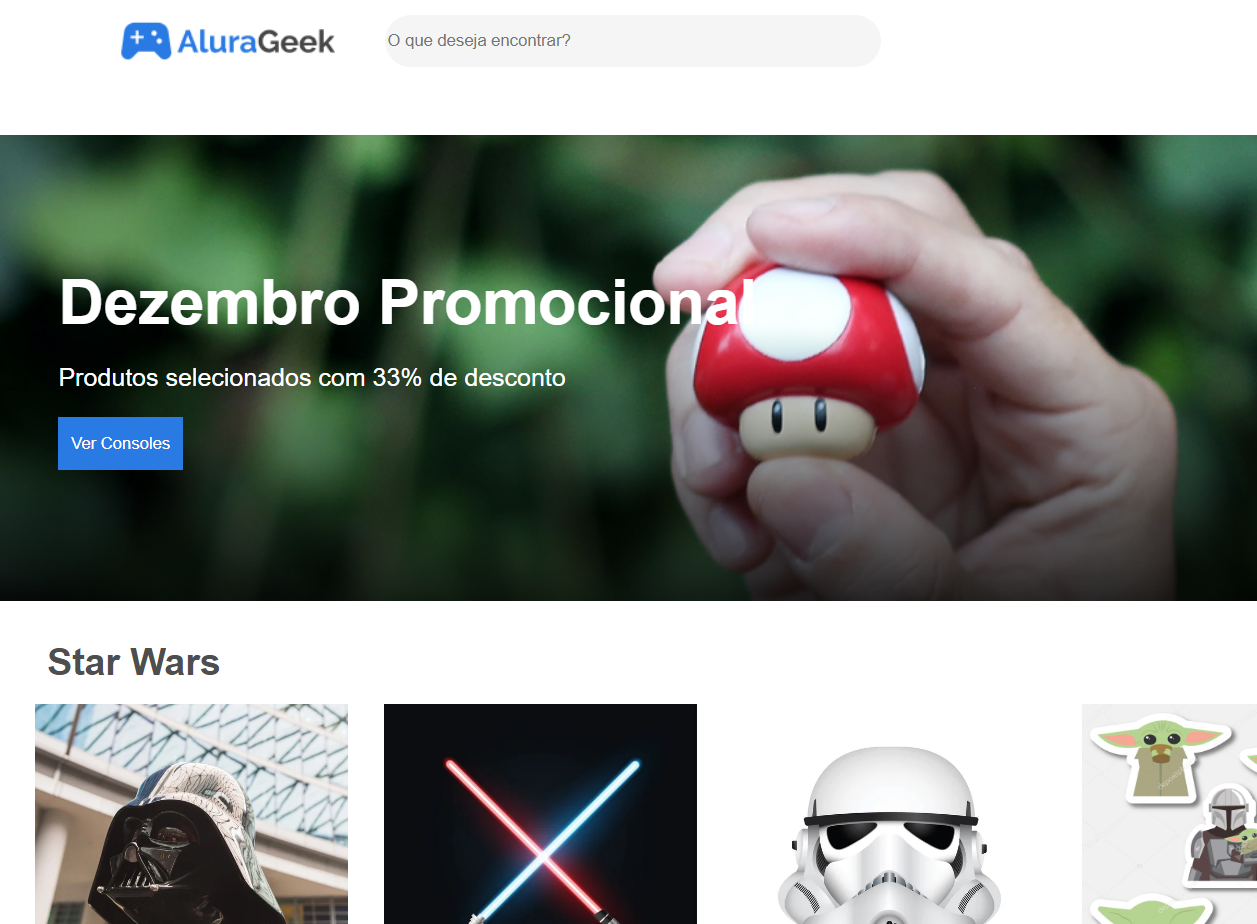 AluraGeek
O que deseja encontrar?
Dezembro Promocional
Produtos selecionados com 33% de desconto
Ver Consoles
Star Wars